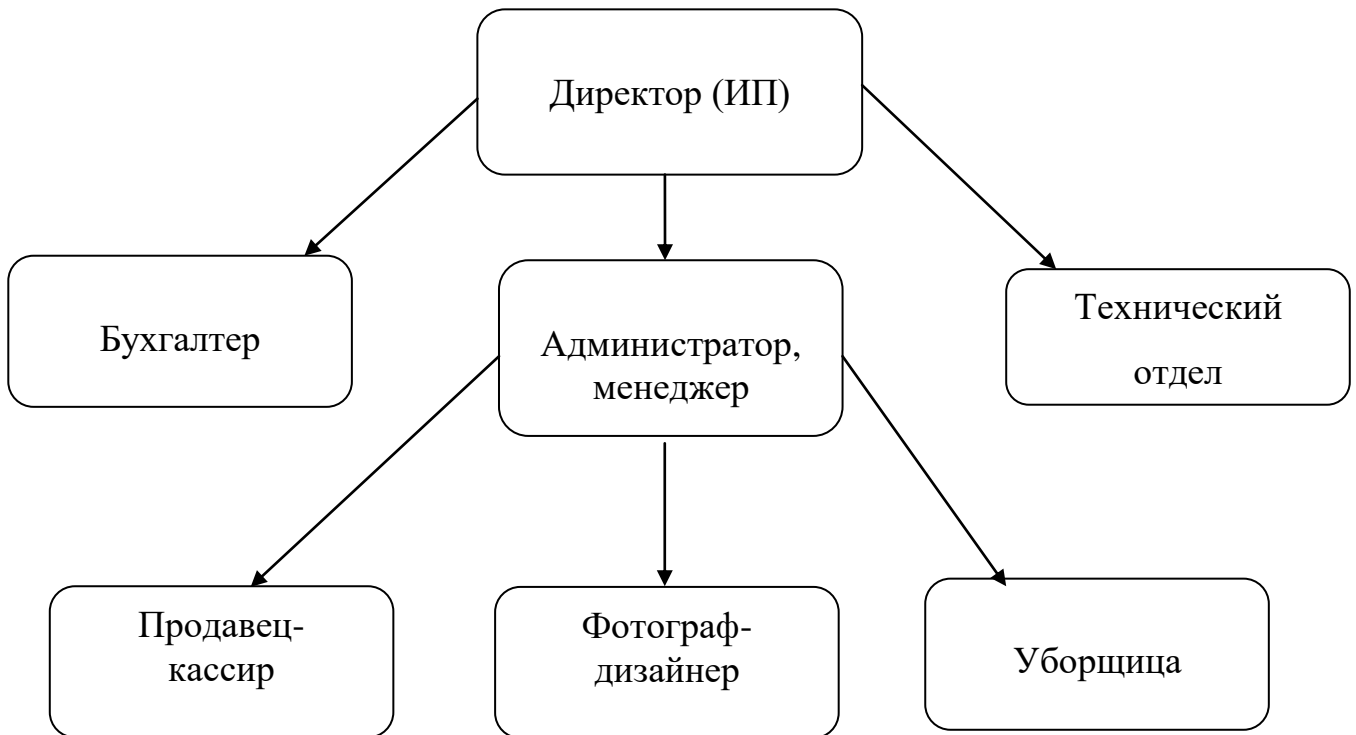 Директор (ИП)
Бухгалтер
Администратор,
менеджер
Технический
отдел
Продавец-
кассир
Фотограф-
дизайнер
Уборщица